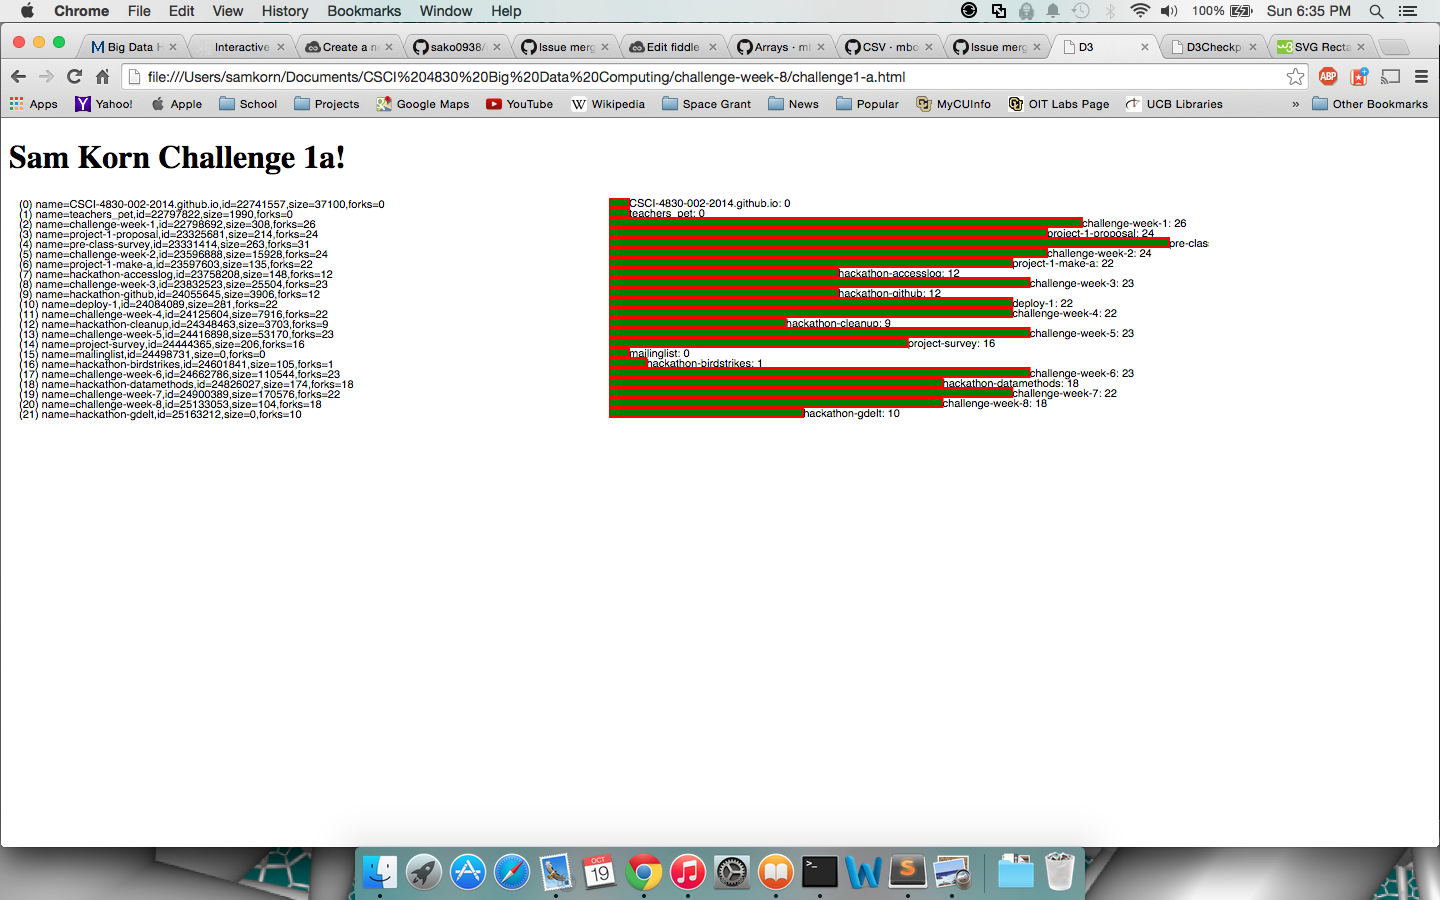 Chrome File Edit View History Bookmarks Window Help 100% Sun 6:35 PM
Big Data H Interactive Create a n sako0938/ Issue merg Edit fiddle Arrays · ml CSV · mbo Issue merg D3 D3Checkp SVG Recta
file:///Users/samkorn/Documents/CSCI%204830%20Big%20Data%20Computing/challenge-week-8/challenge1-a.html ABP
Apps Yahoo! Apple School Projects Google Maps YouTube Wikipedia Space Grant News Popular MyCUInfo OIT Labs Page UCB Libraries » Other Bookmarks
Sam Korn Challenge 1a!
(0) name=CSCI-4830-002-2014.github.io,id=22741557,size=37100,forks=0
(1) name=teachers_pet,id=22797822,size=1990,forks=0
(2) name=challenge-week-1,id=22798692,size=308,forks=26
(3) name=project-1-proposal,id=23325681,size=214,forks=24
(4) name=pre-class-survey,id=23331414,size=263,forks=31
(5) name=challenge-week-2,id=23596888,size=15928,forks=24
(6) name=project-1-make-a,id=23597603,size=135,forks=22
(7) name=hackathon-accesslog,id=23758208,size=148,forks=12
(8) name=challenge-week-3,id=23832523,size=25504,forks=23
(9) name=hackathon-github,id=24055645,size=3906,forks=12
(10) name=deploy-1,id=24084089,size=281,forks=22
(11) name=challenge-week-4,id=24125604,size=7916,forks=22
(12) name=hackathon-cleanup,id=24348463,size=3703,forks=9
(13) name=challenge-week-5,id=24416898,size=53170,forks=23
(14) name=project-survey,id=24444365,size=206,forks=16
(15) name=mailinglist,id=24498731,size=0,forks=0
(16) name=hackathon-birdstrikes,id=24601841,size=105,forks=1
(17) name=challenge-week-6,id=24662786,size=110544,forks=23
(18) name=hackathon-datamethods,id=24826027,size=174,forks=18
(19) name=challenge-week-7,id=24900389,size=170576,forks=22
(20) name=challenge-week-8,id=25133053,size=104,forks=18
(21) name=hackathon-gdelt,id=25163212,size=0,forks=10
CSCI-4830-002-2014.github.io: 0
teachers_pet: 0
challenge-week-1: 26
project-1-proposal: 24
pre-clas
challenge-week-2: 24
project-1-make-a: 22
hackathon-accesslog: 12
challenge-week-3: 23
hackathon-github: 12
deploy-1: 22
challenge-week-4: 22
hackathon-cleanup: 9
challenge-week-5: 23
project-survey: 16
mailinglist: 0
hackathon-birdstrikes: 1
challenge-week-6: 23
hackathon-datamethods: 18
challenge-week-7: 22
challenge-week-8: 18
hackathon-gdelt: 10
OCT
19